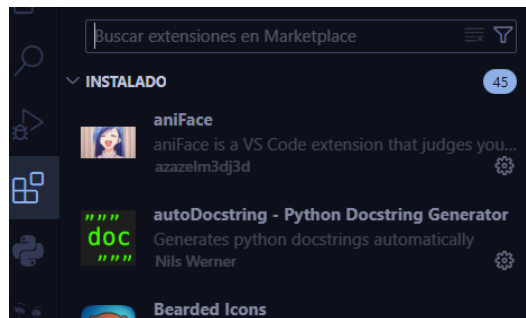 Buscar extensiones en Marketplace
INSTALADO 45
aniFace
aniFace is a VS Code extension that judges you...
azazelm3dj3d
autoDocstring - Python Docstring Generator
""" doc """
Generates python docstrings automatically
Nils Werner
Bearded Icons